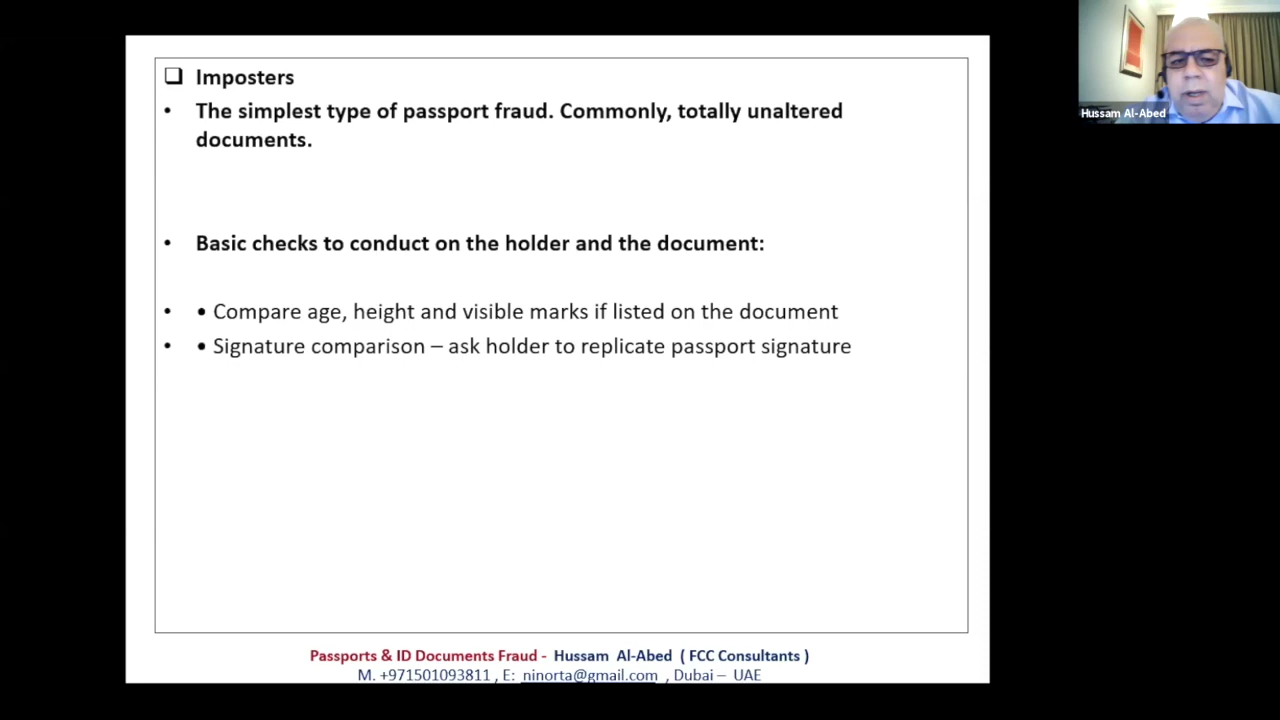 ❑ Imposters
• The simplest type of passport fraud. Commonly, totally unaltered
documents.
• Basic checks to conduct on the holder and the document:
• • Compare age, height and visible marks if listed on the document
• • Signature comparison – ask holder to replicate passport signature
Passports & ID Documents Fraud - Hussam Al-Abed ( FCC Consultants )
M. +971501093811 , E: ninorta@gmail.com , Dubai – UAE
Hussam Al-Abed